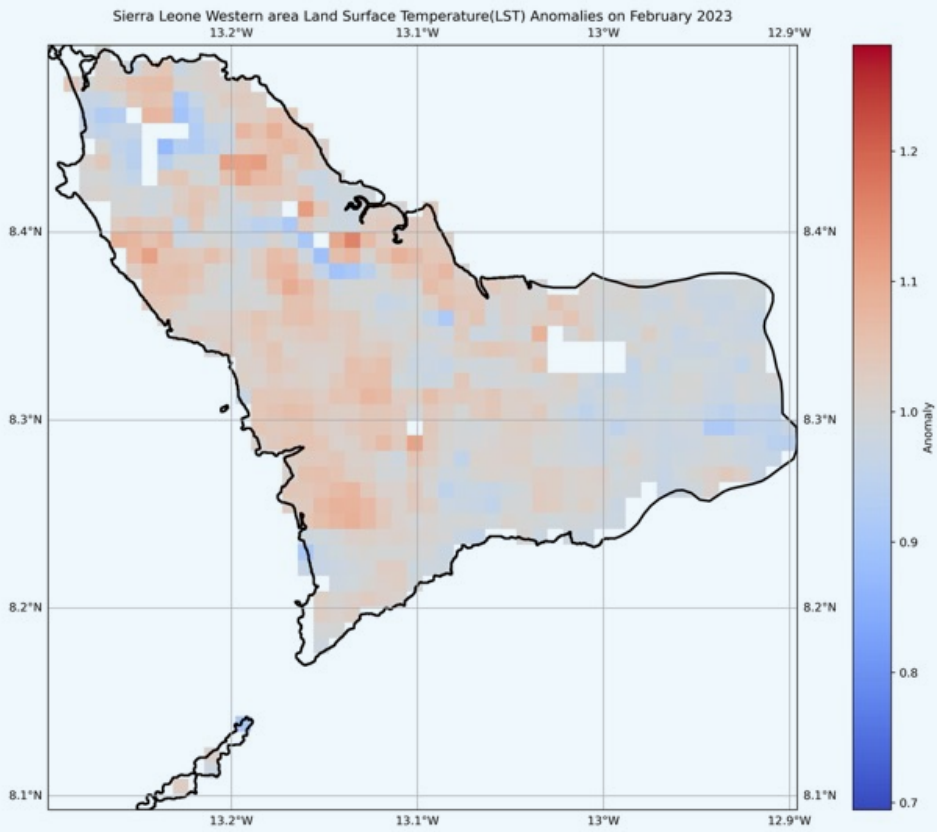 Sierra Leone Western area Land Surface Temperature(LST) Anomalies on February 2023
13.2°W 13.1°W 13°W 12.9°W
1.2
8.4°N 8.4°N
1.1
8.3°N 8.3°N
1.0
Anomaly
0.9
8.2°N 8.2°N
0.8
8.1°N 8.1°N
0.7
13.2°W 13.1°W 13°W 12.9°W